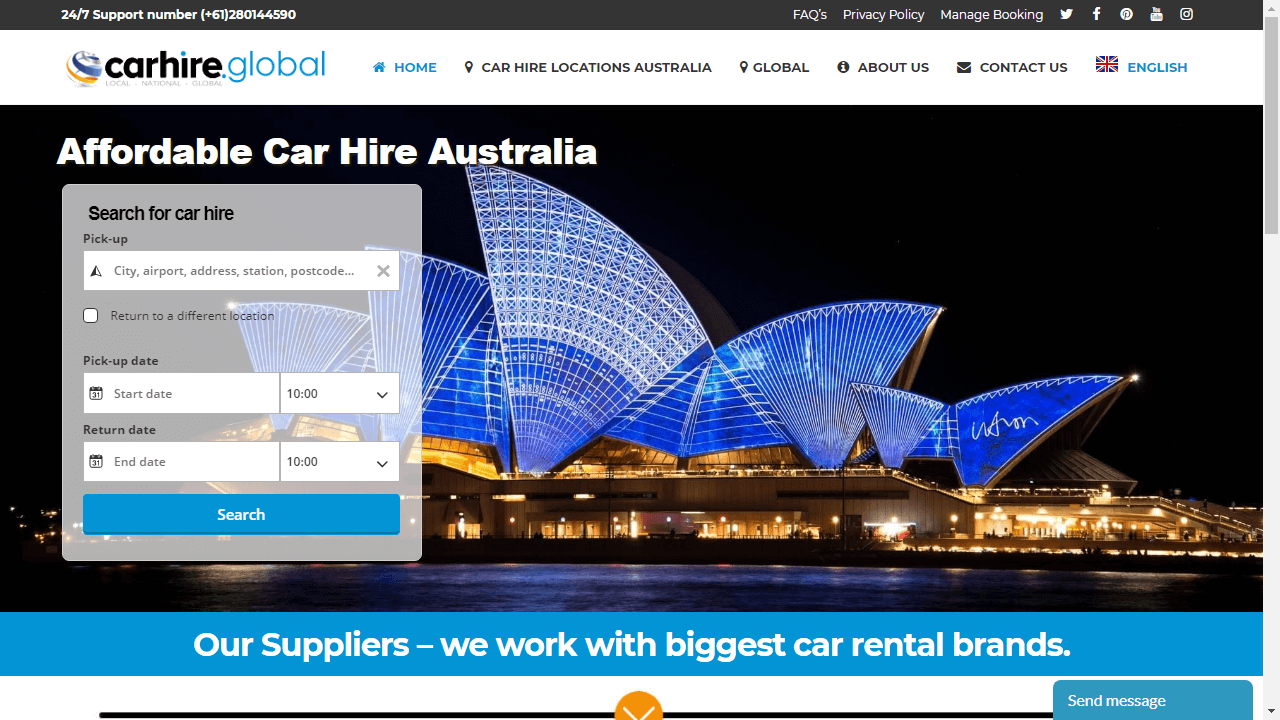 24/7 Support number (+61)280144590
FAQ's Privacy Policy Manage Booking
carhire.global
LOCAL - NATIONAL - GLOBAL
HOME CAR HIRE LOCATIONS AUSTRALIA GLOBAL ABOUT US CONTACT US ENGLISH
Affordable Car Hire Australia
Search for car hire
Pick-up
City, airport, address, station, postcode...
Return to a different location
Pick-up date
Start date 10:00
Return date
End date 10:00
Search
Our Suppliers – we work with biggest car rental brands.
Send message